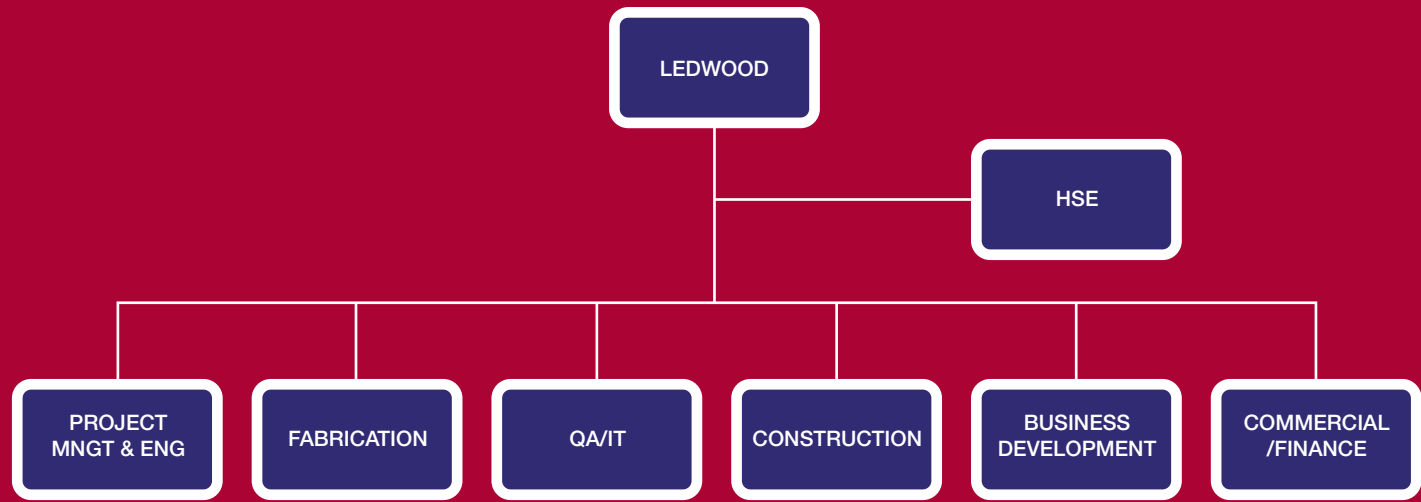 LEDWOOD
HSE
PROJECT
MNGT & ENG
FABRICATION
QA/IT
CONSTRUCTION
BUSINESS
DEVELOPMENT
COMMERCIAL
/FINANCE